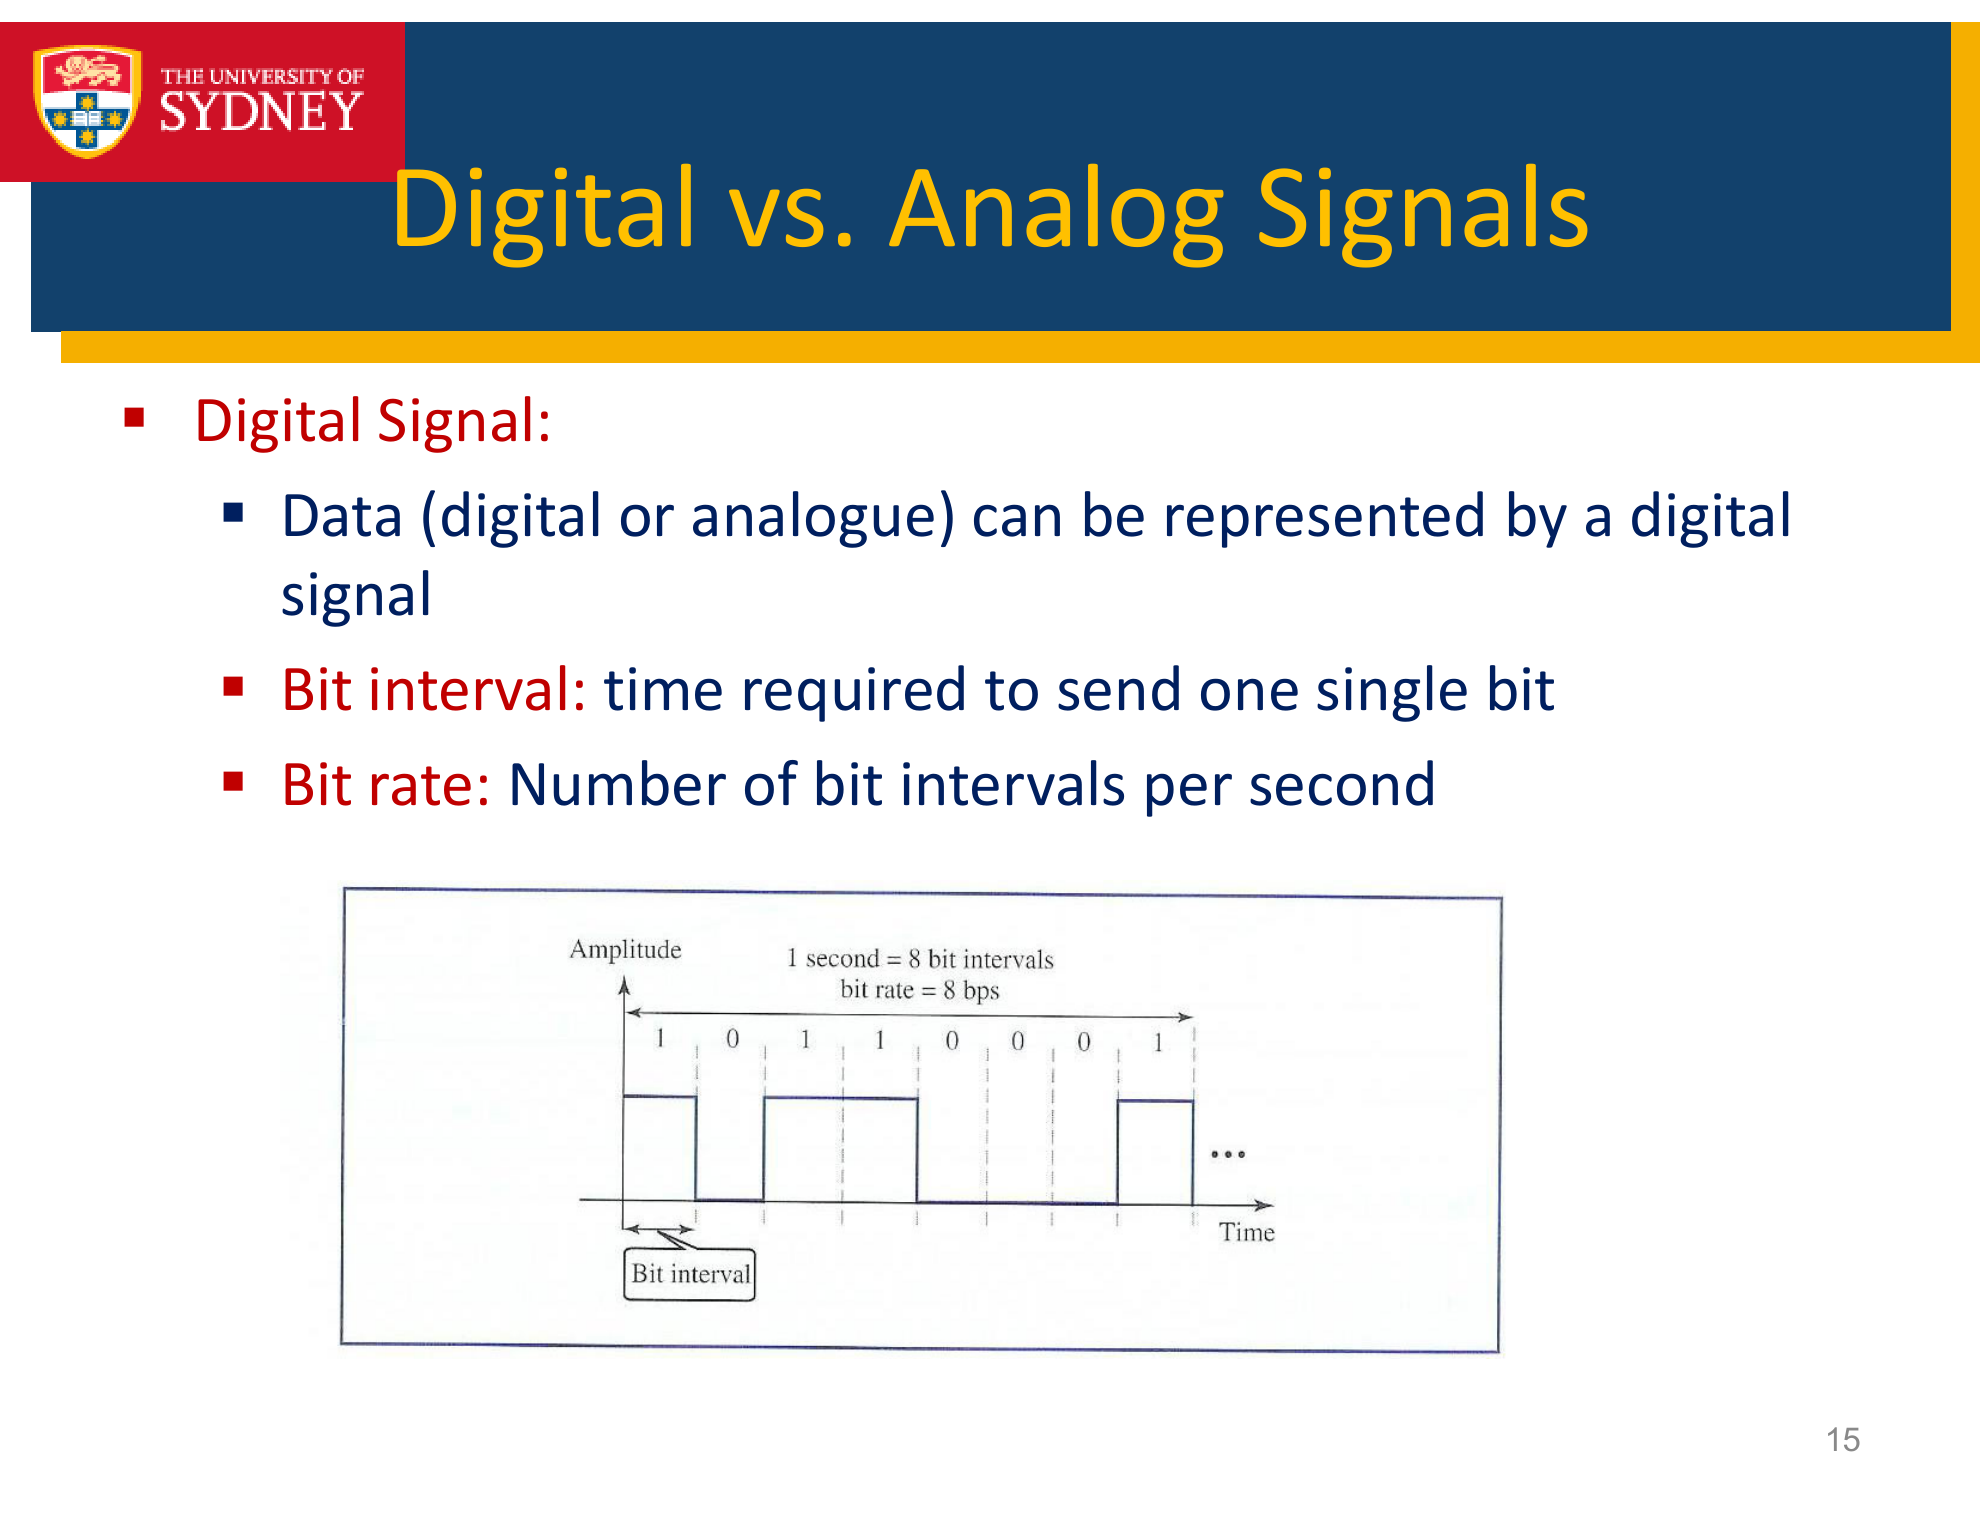 THE UNIVERSITY OF
SYDNEY
Digital vs. Analog Signals
▪ Digital Signal:
▪ Data (digital or analogue) can be represented by a digital
signal
▪ Bit interval: time required to send one single bit
▪ Bit rate: Number of bit intervals per second
Amplitude
1 second = 8 bit intervals
bit rate = 8 bps
1 0 1 1 0 0 0 1
...
Time
Bit interval
15